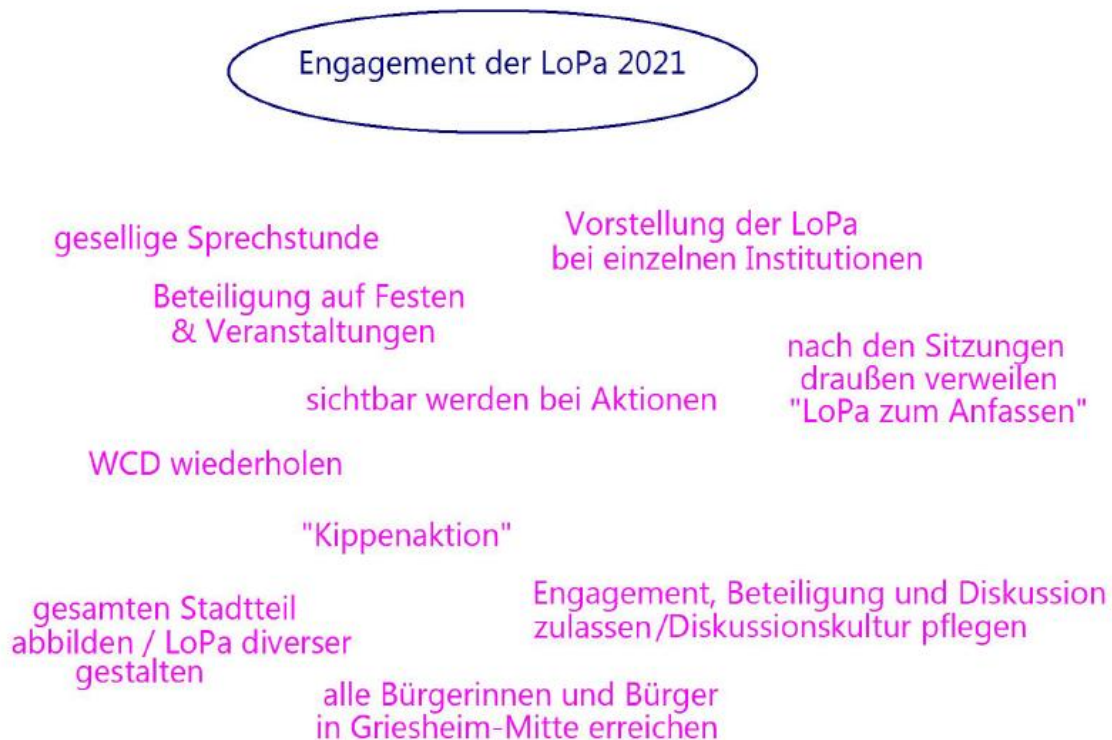 Engagement der LoPa 2021
gesellige Sprechstunde
Vorstellung der LoPa
bei einzelnen Institutionen
Beteiligung auf Festen
& Veranstaltungen
nach den Sitzungen
draußen verweilen
"LoPa zum Anfassen"
sichtbar werden bei Aktionen
WCD wiederholen
"Kippenaktion"
gesamten Stadtteil
abbilden / LoPa diverser
gestalten
Engagement, Beteiligung und Diskussion
zulassen/Diskussionskultur pflegen
alle Bürgerinnen und Bürger
in Griesheim-Mitte erreichen